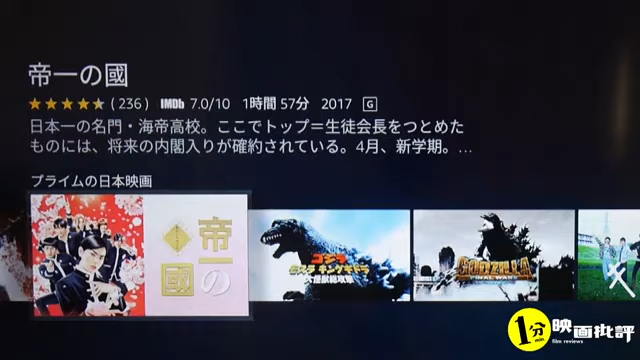 帝一の國
(236) IMDb 7.0/10 1時間 57分 2017 G
日本一の名門・海帝高校。ここでトップ＝生徒会長をつとめた
ものには、将来の内閣入りが確約されている。4月、新学期。…
プライムの日本映画
帝一の國
ゴジラ
モスラ キングギドラ
大怪獣総攻撃
GODZILLA
FINAL WARS
1分 映画批評
min. film reviews